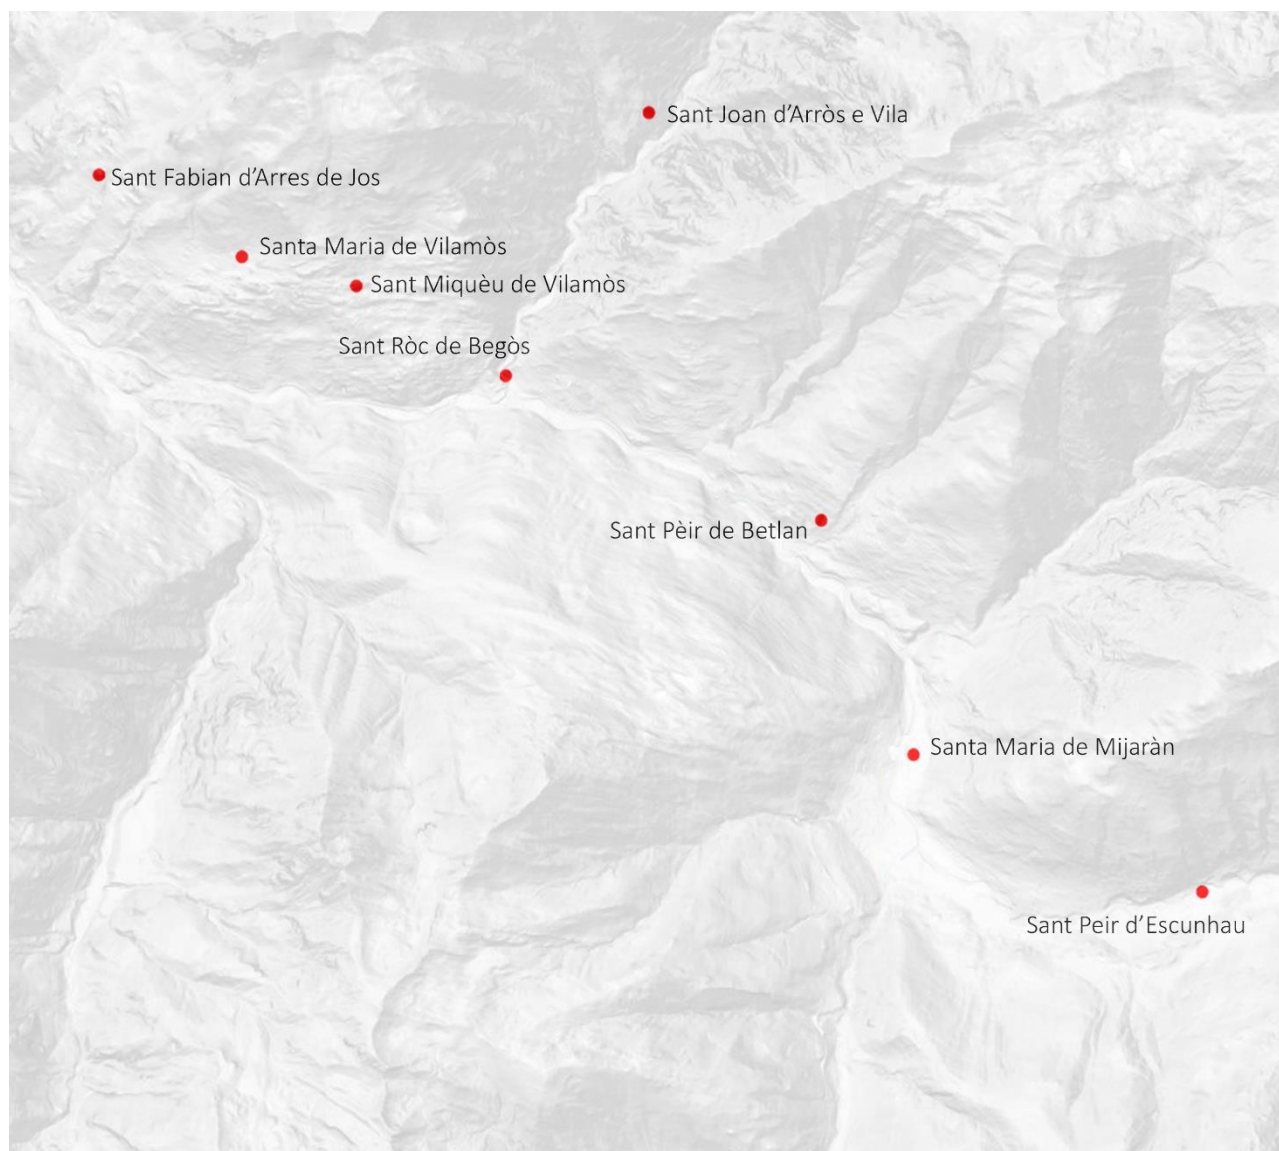 Sant Joan d’Arròs e Vila
Sant Fabian d’Arres de Jos
Santa Maria de Vilamòs
Sant Miquèu de Vilamòs
Sant Ròc de Begòs
Sant Pèir de Betlan
Santa Maria de Mijaràn
Sant Peir d’Escunhau